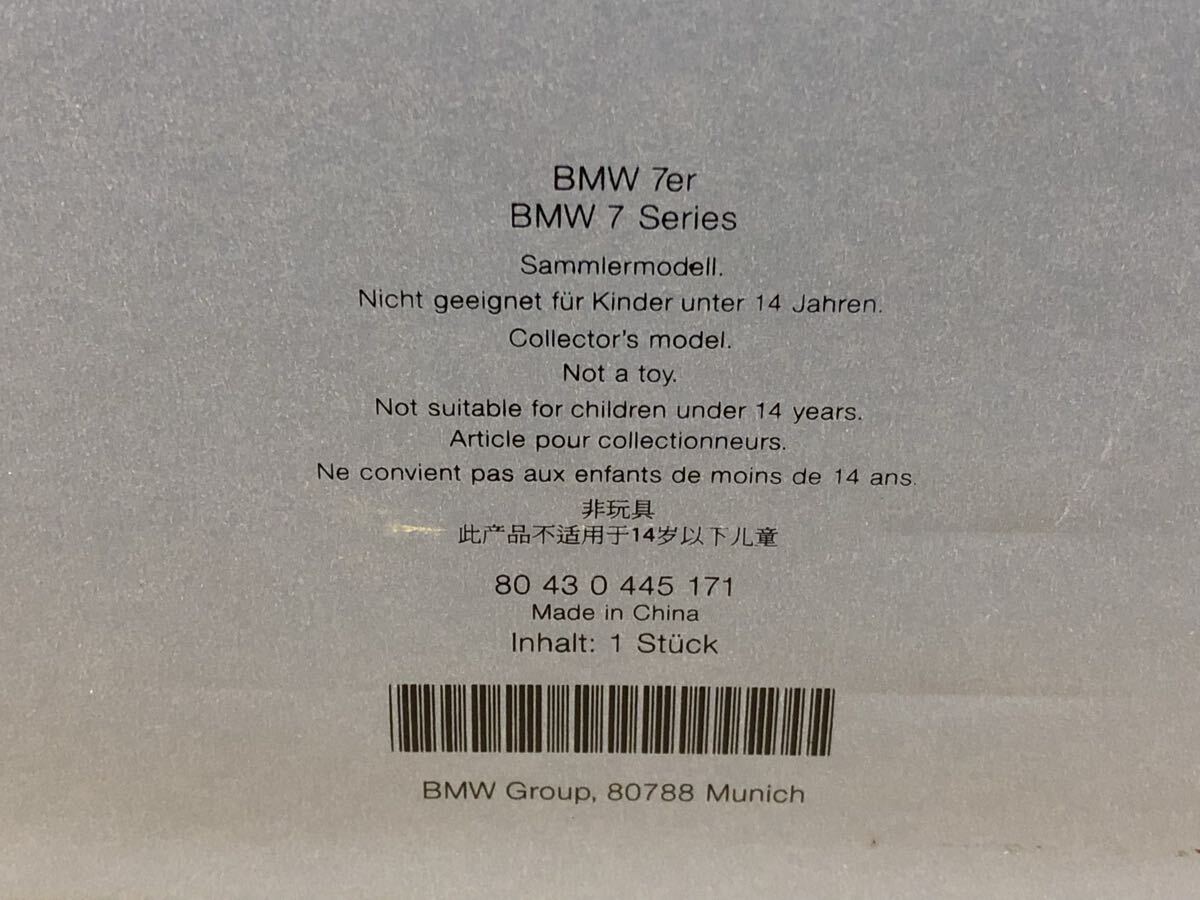 BMW 7er
BMW 7 Series
Sammlermodell.
Nicht geeignet für Kinder unter 14 Jahren.
Collector's model.
Not a toy.
Not suitable for children under 14 years.
Article pour collectionneurs.
Ne convient pas aux enfants de moins de 14 ans.
非玩具
此产品不适用于14岁以下儿童
80 43 0 445 171
Made in China
Inhalt: 1 Stück
BMW Group, 80788 Munich